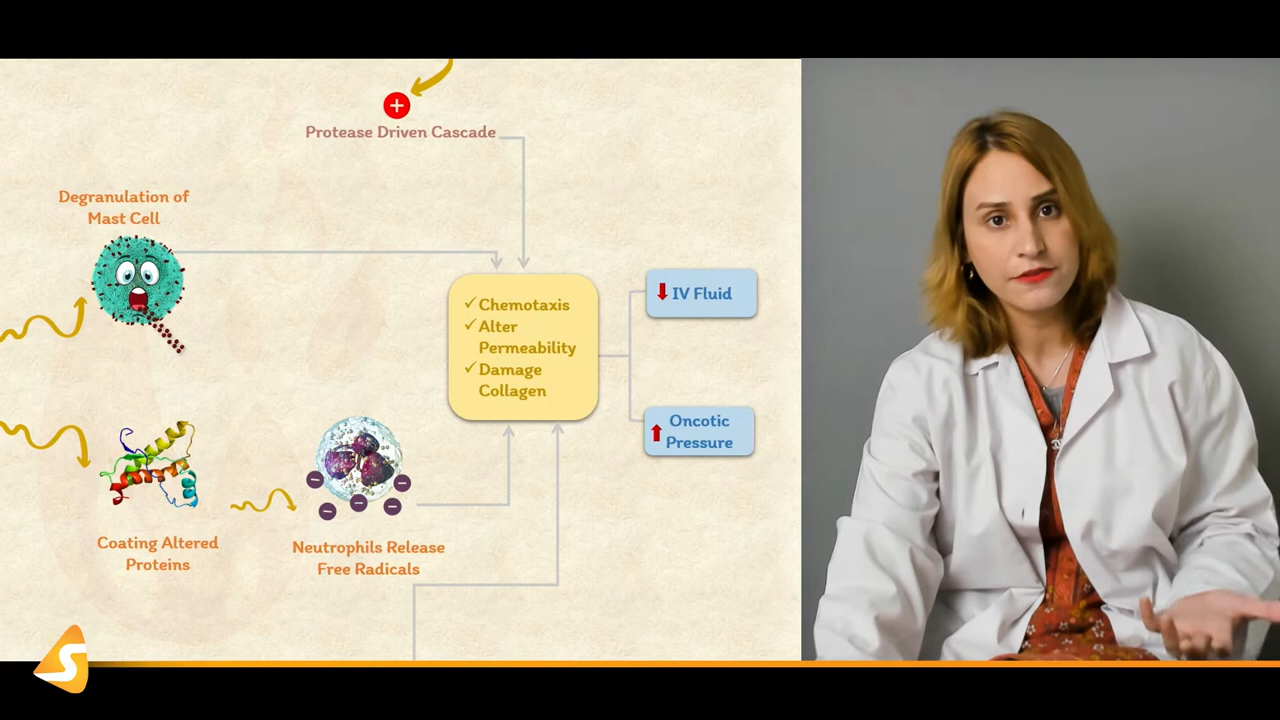 Protease Driven Cascade
Degranulation of
Mast Cell
✓Chemotaxis
✓Alter
Permeability
✓Damage
Collagen
IV Fluid
Oncotic
Pressure
Coating Altered
Proteins
Neutrophils Release
Free Radicals
S